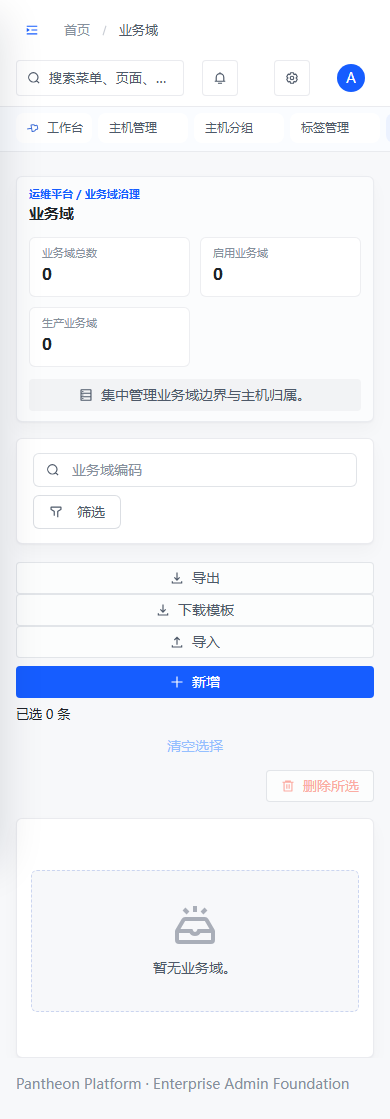 首页 / 业务域
搜索菜单、页面、...
A
工作台 主机管理 主机分组 标签管理
运维平台 / 业务域治理
业务域
业务域总数
0
启用业务域
0
生产业务域
0
集中管理业务域边界与主机归属。
业务域编码
筛选
导出
下载模板
导入
新增
已选 0 条
清空选择
删除所选
暂无业务域。
Pantheon Platform · Enterprise Admin Foundation